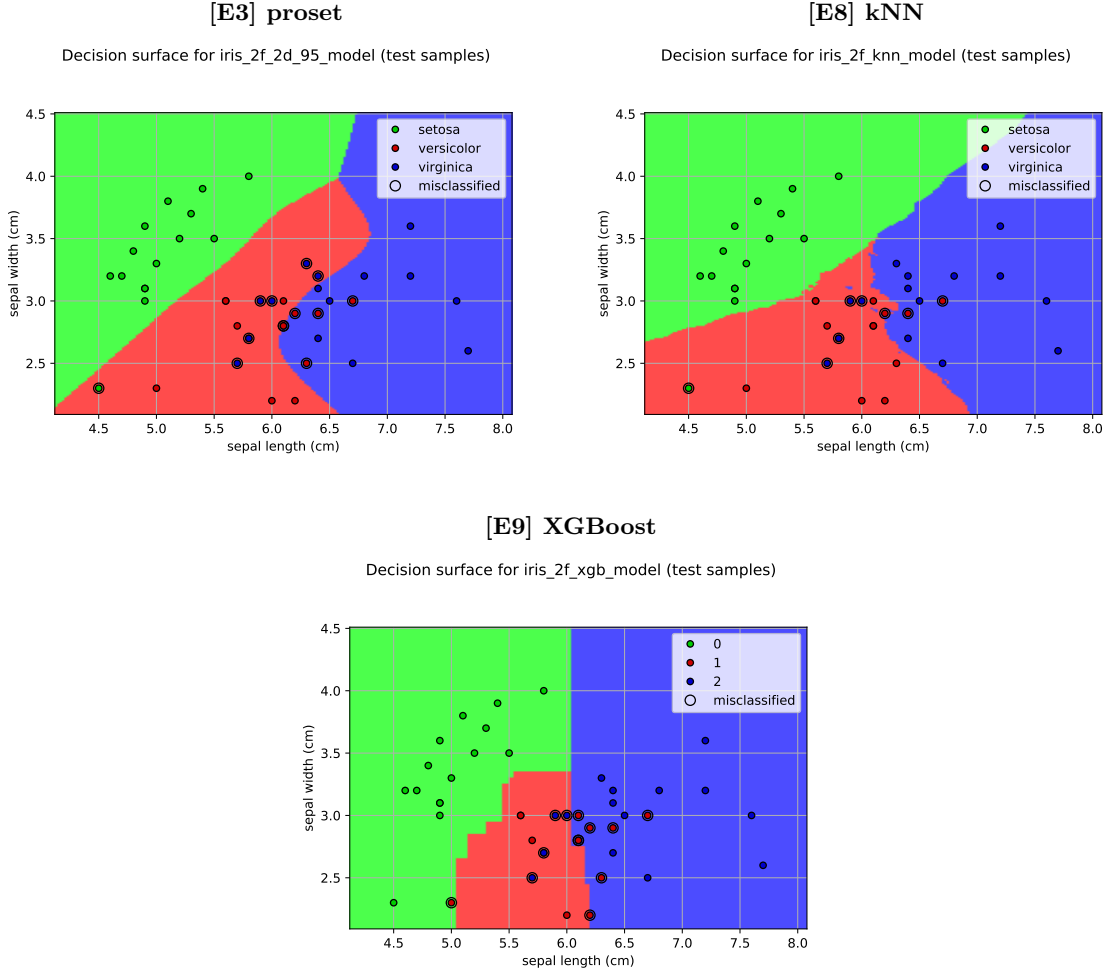 [E3] proset
Decision surface for iris_2f_2d_95_model (test samples)
4.5
4.0
3.5
3.0
2.5
sepal width (cm)
setosa
versicolor
virginica
misclassified
4.5 5.0 5.5 6.0 6.5 7.0 7.5 8.0
sepal length (cm)
[E8] kNN
Decision surface for iris_2f_knn_model (test samples)
4.5
4.0
3.5
3.0
2.5
sepal width (cm)
setosa
versicolor
virginica
misclassified
4.5 5.0 5.5 6.0 6.5 7.0 7.5 8.0
sepal length (cm)
[E9] XGBoost
Decision surface for iris_2f_xgb_model (test samples)
4.5
4.0
3.5
3.0
2.5
sepal width (cm)
0
1
2
misclassified
4.5 5.0 5.5 6.0 6.5 7.0 7.5 8.0
sepal length (cm)